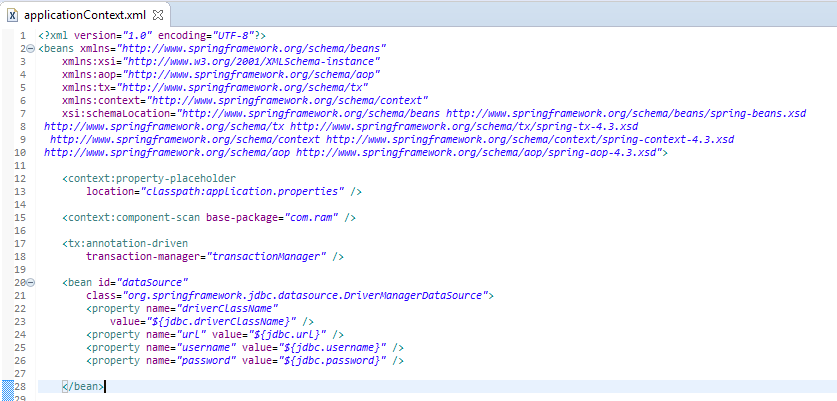 applicationContext.xml
1 <?xml version="1.0" encoding="UTF-8"?>
2 <beans xmlns="http://www.springframework.org/schema/beans"
3 xmlns:xsi="http://www.w3.org/2001/XMLSchema-instance"
4 xmlns:aop="http://www.springframework.org/schema/aop"
5 xmlns:tx="http://www.springframework.org/schema/tx"
6 xmlns:context="http://www.springframework.org/schema/context"
7 xsi:schemaLocation="http://www.springframework.org/schema/beans http://www.springframework.org/schema/beans/spring-beans.xsd
8 http://www.springframework.org/schema/tx http://www.springframework.org/schema/tx/spring-tx-4.3.xsd
9 http://www.springframework.org/schema/context http://www.springframework.org/schema/context/spring-context-4.3.xsd
10 http://www.springframework.org/schema/aop http://www.springframework.org/schema/aop/spring-aop-4.3.xsd">
11
12 <context:property-placeholder
13 location="classpath:application.properties" />
14
15 <context:component-scan base-package="com.ram" />
16
17 <tx:annotation-driven
18 transaction-manager="transactionManager" />
19
20 <bean id="dataSource"
21 class="org.springframework.jdbc.datasource.DriverManagerDataSource">
22 <property name="driverClassName"
23 value="${jdbc.driverClassName}" />
24 <property name="url" value="${jdbc.url}" />
25 <property name="username" value="${jdbc.username}" />
26 <property name="password" value="${jdbc.password}" />
27
28 </bean>
29